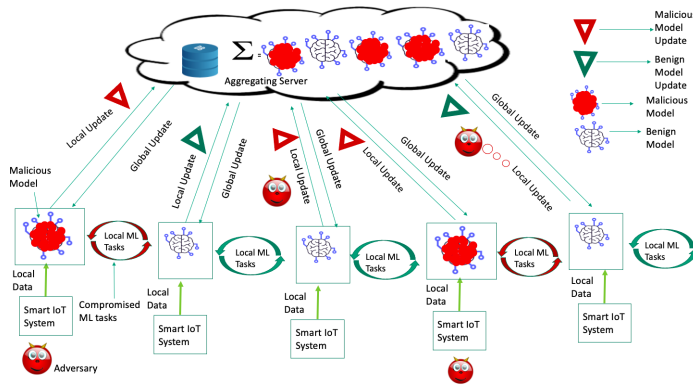 Σ =
Aggregating Server
Malicious
Model
Update
Benign
Model
Update
Malicious
Model
Benign
Model
Local Update
Global Update
Local Update
Global Update
Local
Update
Global
Update
Local
Update
Global
Update
Local Update
Global
Update
Malicious
Model
Local ML
Tasks
Local ML
Tasks
Local ML
Tasks
Local ML
Tasks
Local ML
Tasks
Local
Data
Compromised
ML tasks
Local
Data
Local
Data
Local
Data
Local
Data
Smart IoT
System
Smart IoT
System
Smart IoT
System
Smart IoT
System
Smart IoT
System
Adversary